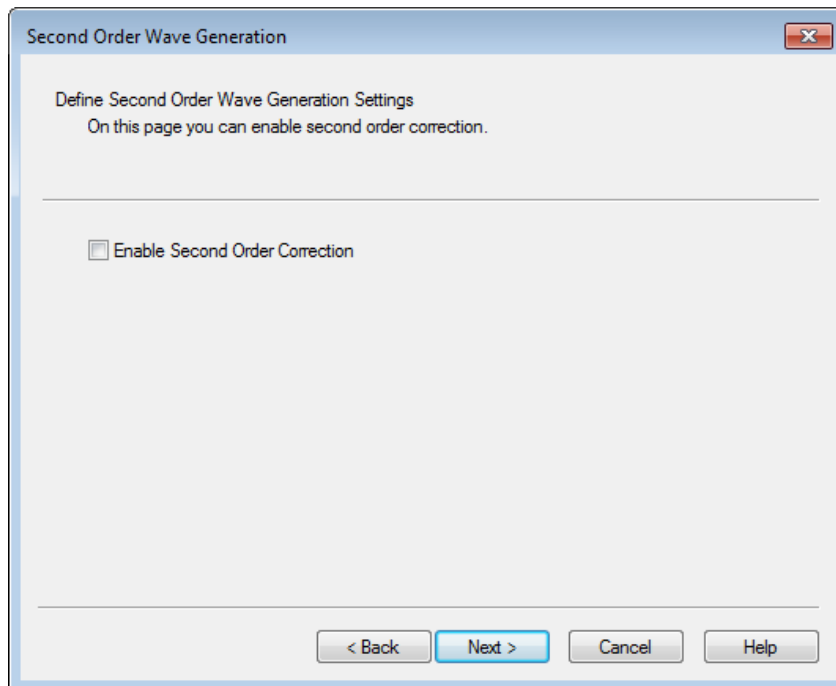 Second Order Wave Generation
Define Second Order Wave Generation Settings
On this page you can enable second order correction.
Enable Second Order Correction
< Back
Next >
Cancel
Help